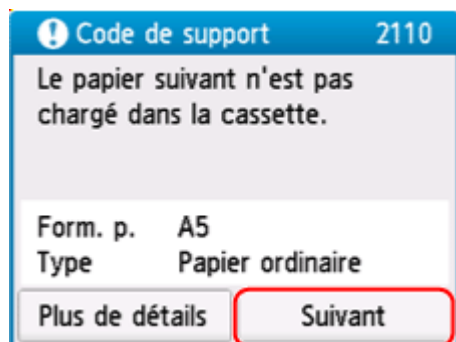 Code de support 2110
Le papier suivant n'est pas
chargé dans la cassette.
Form. p. A5
Type Papier ordinaire
Plus de détails Suivant